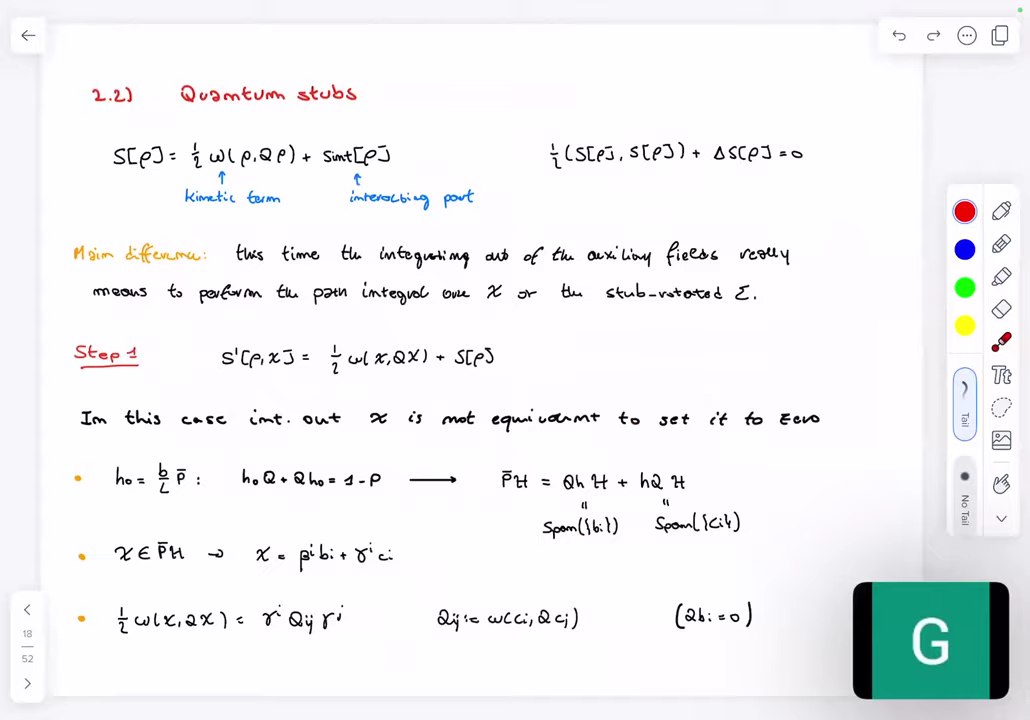 2.2) Quantum stubs
S[ρ] = 1/2 ω(ρ, Qρ) + Sint[ρ]    1/2 (S[ρ], S[ρ]) + ΔS[ρ] = 0
kinetic term    interacting part
Main difference: this time the integrating out of the auxiliary fields really
means to perform the path integral over χ or the stub-rotated Σ.
Step 1    S'[ρ,χ] = 1/2 ω(χ,Qχ) + S[ρ]
In this case int. out χ is not equivalent to set it to zero
• h₀ = b/L P̄ : h₀Q + Qh₀ = 1-P ⟶ P̄H = QhH + hQH
Span({bi})    Span({ci})
• χ ∈ P̄H → χ = βⁱbi + γⁱci
• 1/2 ω(χ,Qχ) = γⁱ Qij γʲ    Qij := ω(ci, Qcj)    (Qbi = 0)
Tail
No Tail
18
52
Tt
G